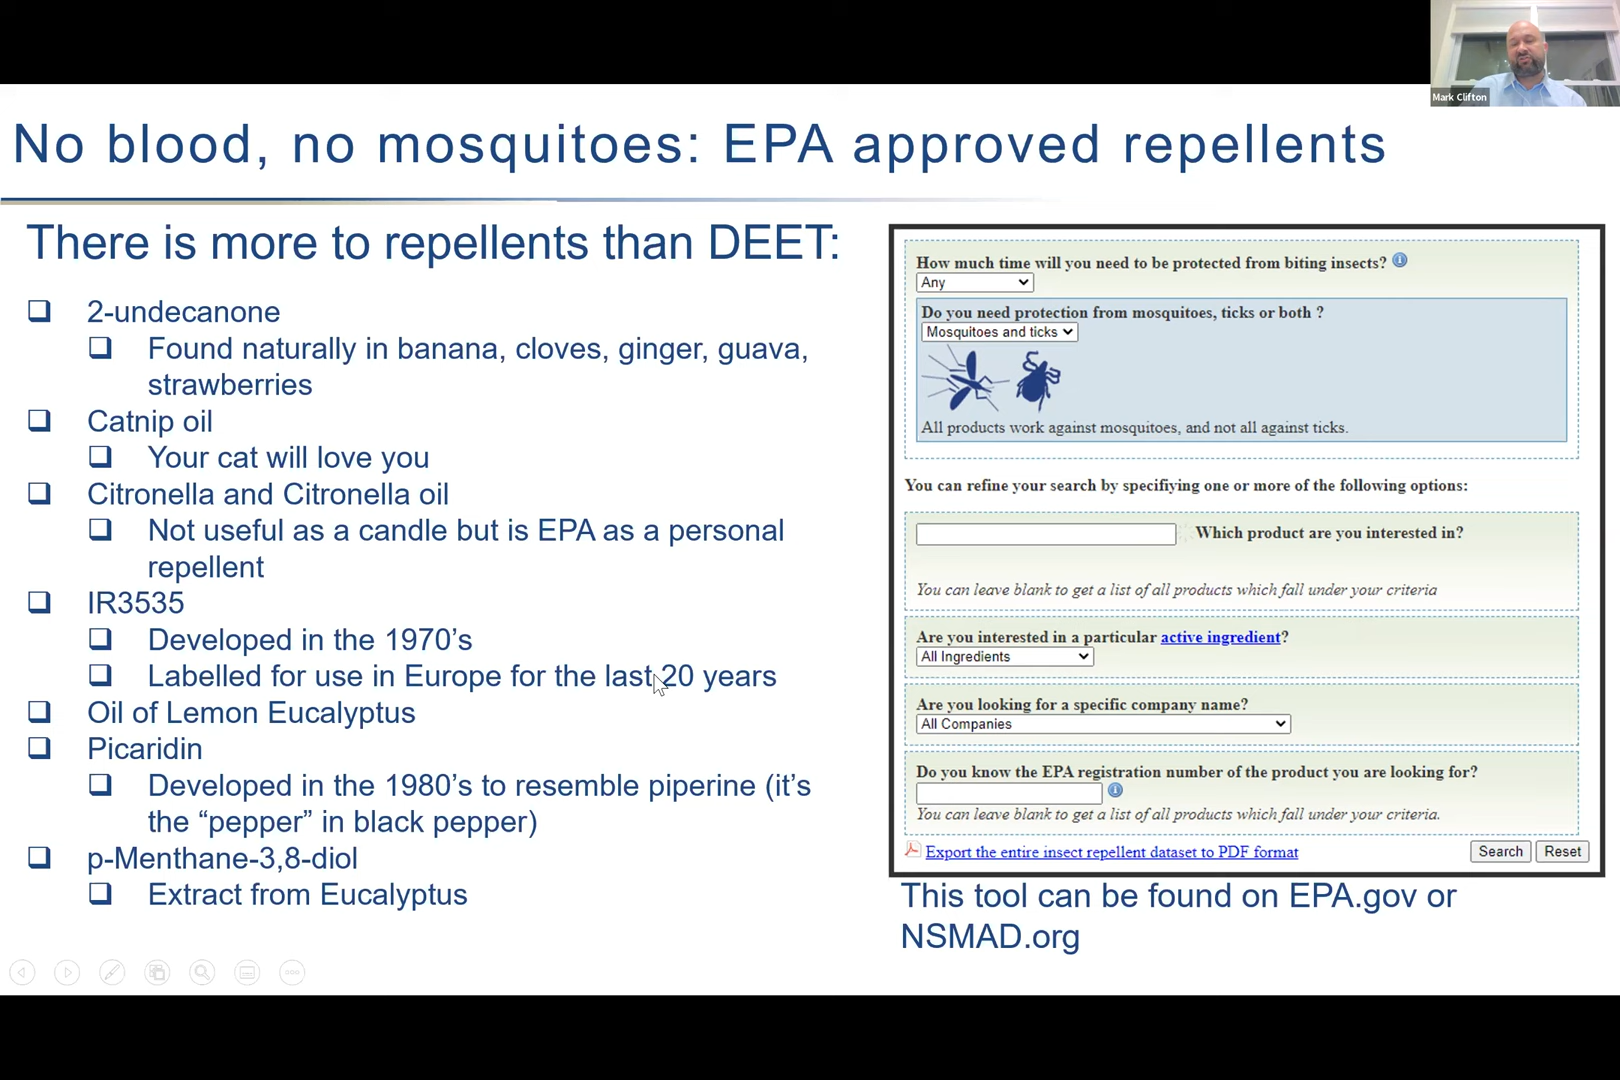 Mark Clifton
No blood, no mosquitoes: EPA approved repellents
There is more to repellents than DEET:
2-undecanone
Found naturally in banana, cloves, ginger, guava,
strawberries
Catnip oil
Your cat will love you
Citronella and Citronella oil
Not useful as a candle but is EPA as a personal
repellent
IR3535
Developed in the 1970’s
Labelled for use in Europe for the last 20 years
Oil of Lemon Eucalyptus
Picaridin
Developed in the 1980’s to resemble piperine (it’s
the “pepper” in black pepper)
p-Menthane-3,8-diol
Extract from Eucalyptus
How much time will you need to be protected from biting insects?
Any
Do you need protection from mosquitoes, ticks or both ?
Mosquitoes and ticks
All products work against mosquitoes, and not all against ticks.
You can refine your search by specifiying one or more of the following options:
Which product are you interested in?
You can leave blank to get a list of all products which fall under your criteria
Are you interested in a particular active ingredient?
All Ingredients
Are you looking for a specific company name?
All Companies
Do you know the EPA registration number of the product you are looking for?
You can leave blank to get a list of all products which fall under your criteria.
Export the entire insect repellent dataset to PDF format
Search Reset
This tool can be found on EPA.gov or
NSMAD.org